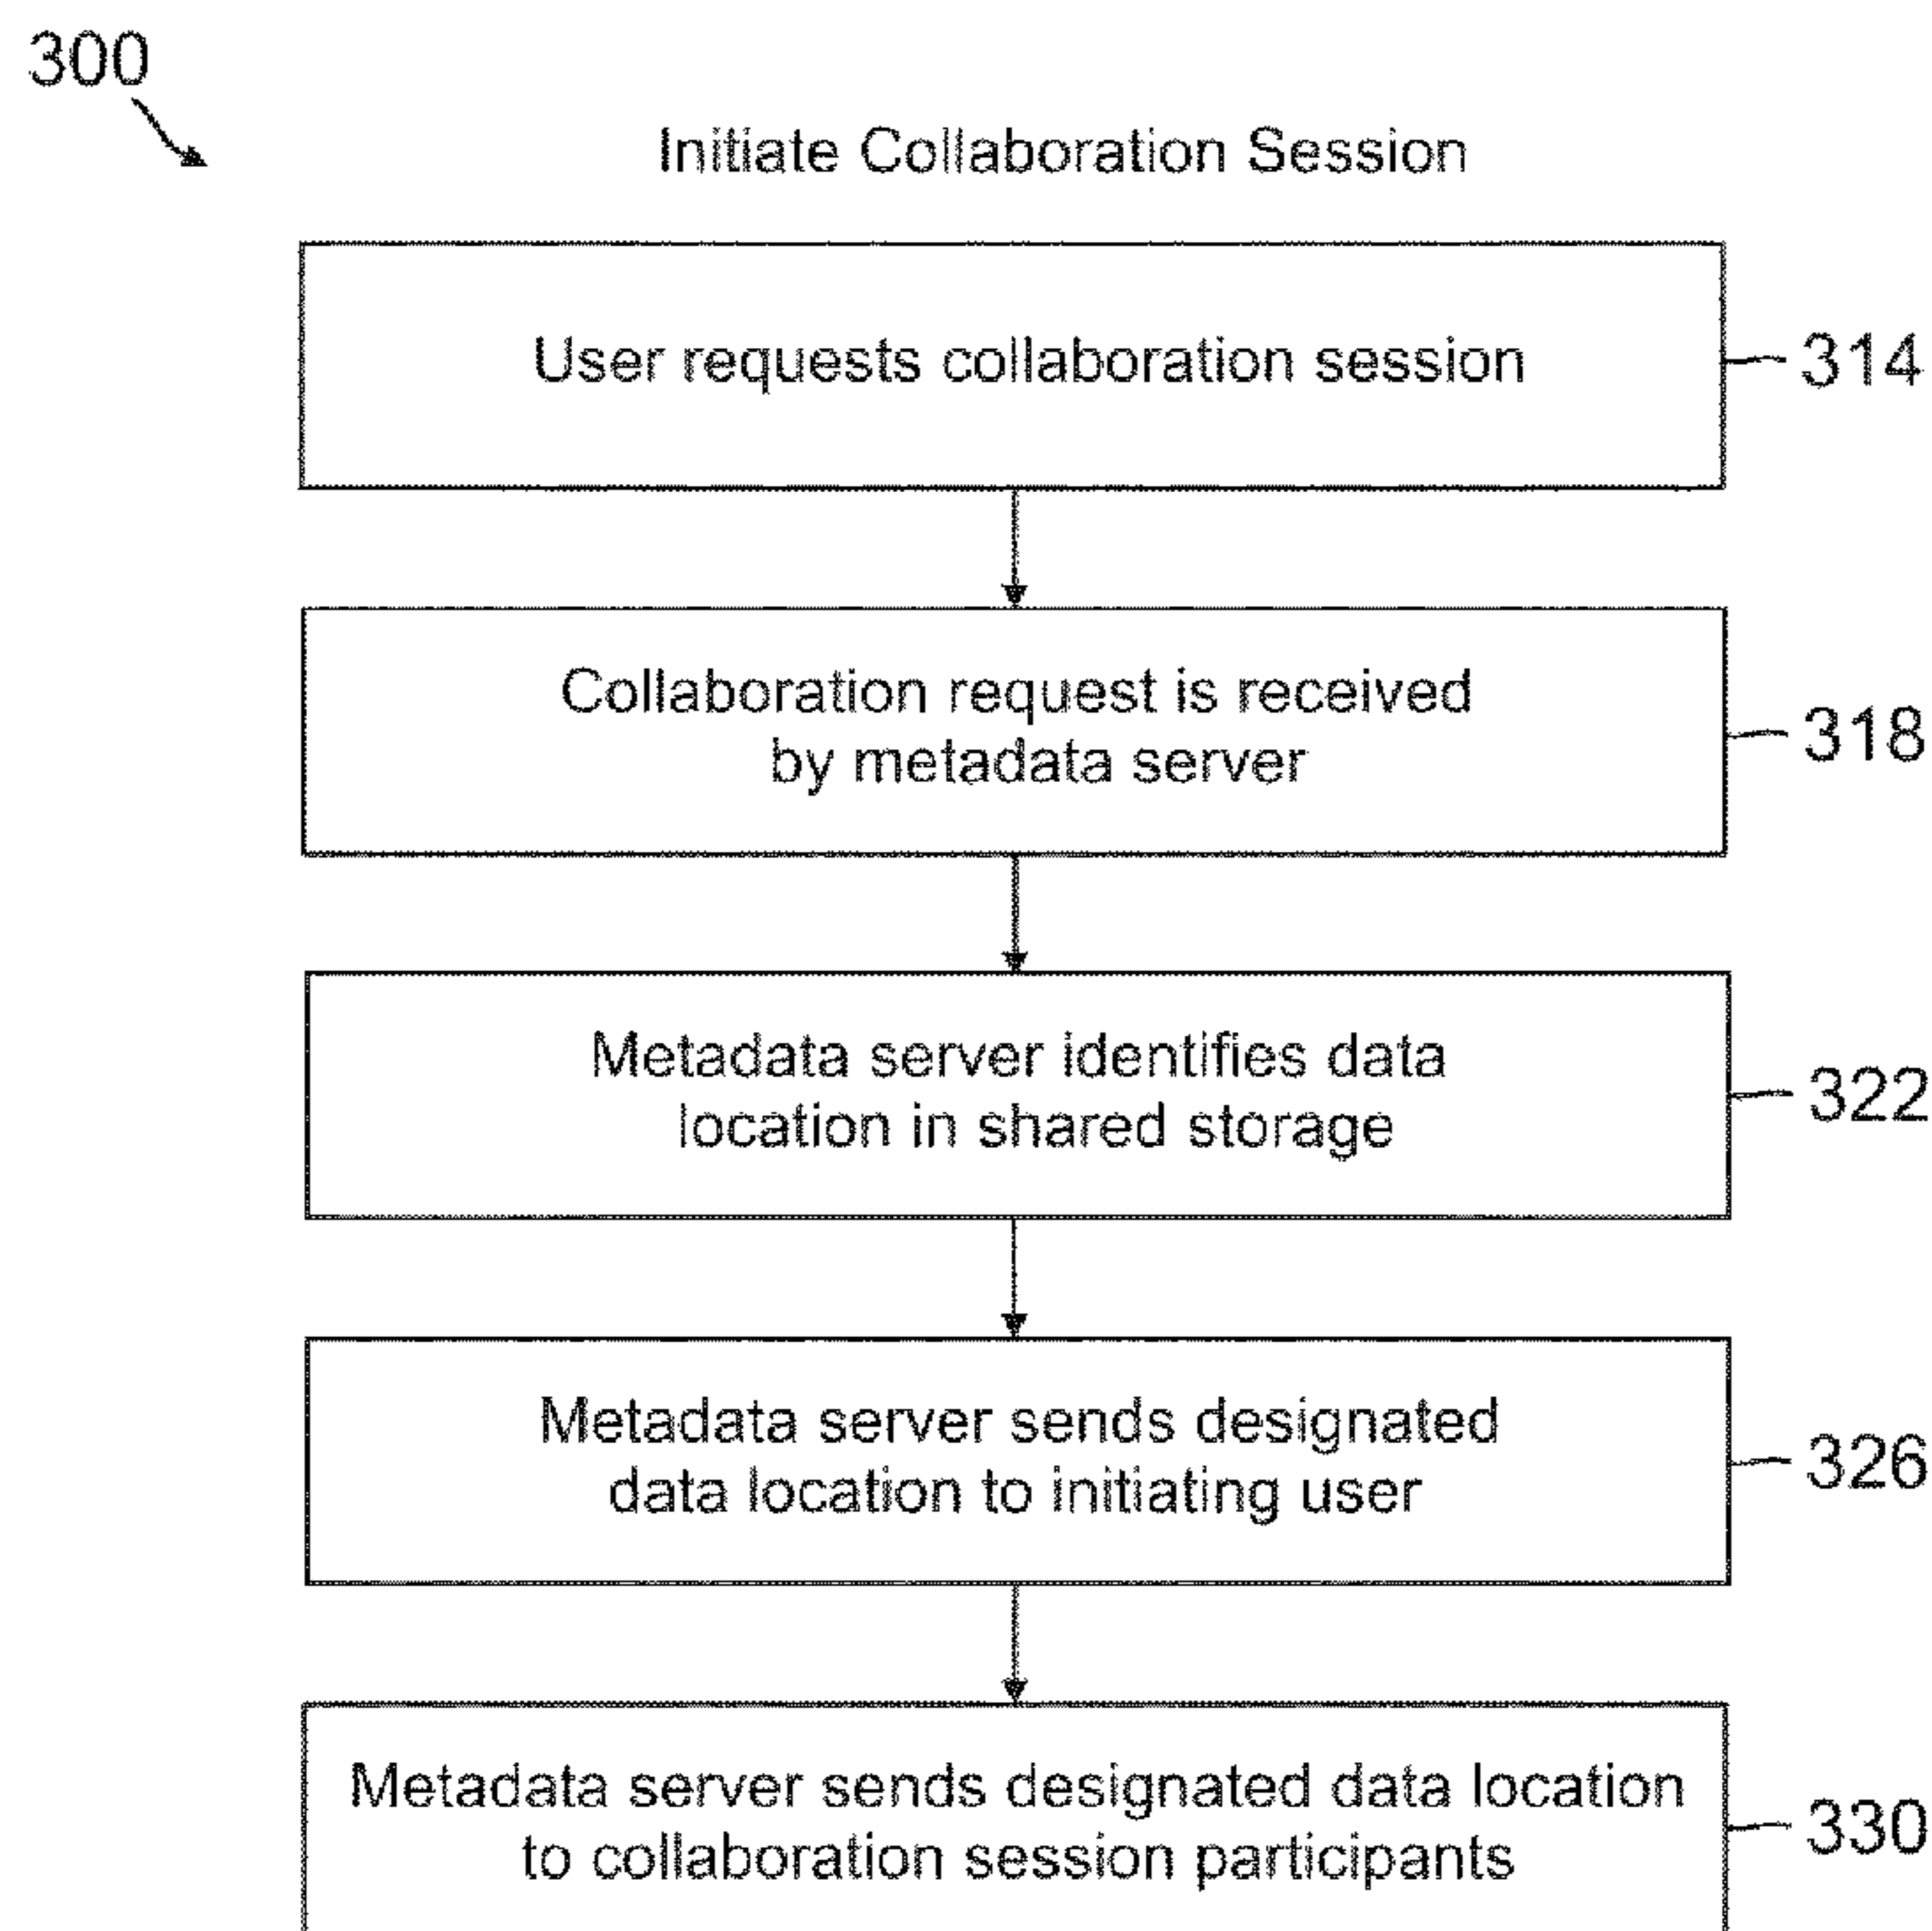 300
Initiate Collaboration Session
User requests collaboration session
314
Collaboration request is received
by metadata server
318
Metadata server identifies data
location in shared storage
322
Metadata server sends designated
data location to initiating user
326
Metadata server sends designated data location
to collaboration session participants
330